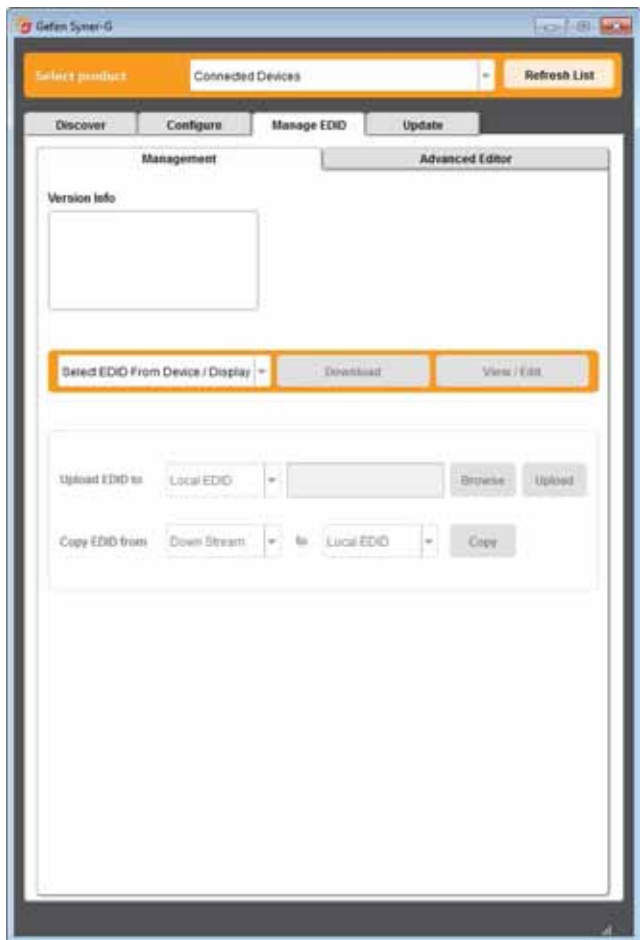 Gefen Syner-G
Select product Connected Devices Refresh List
Discover Configure Manage EDID Update
Management Advanced Editor
Version Info
Select EDID From Device / Display Download View / Edit
Upload EDID to Local EDID Browse Upload
Copy EDID from Down Stream to Local EDID Copy